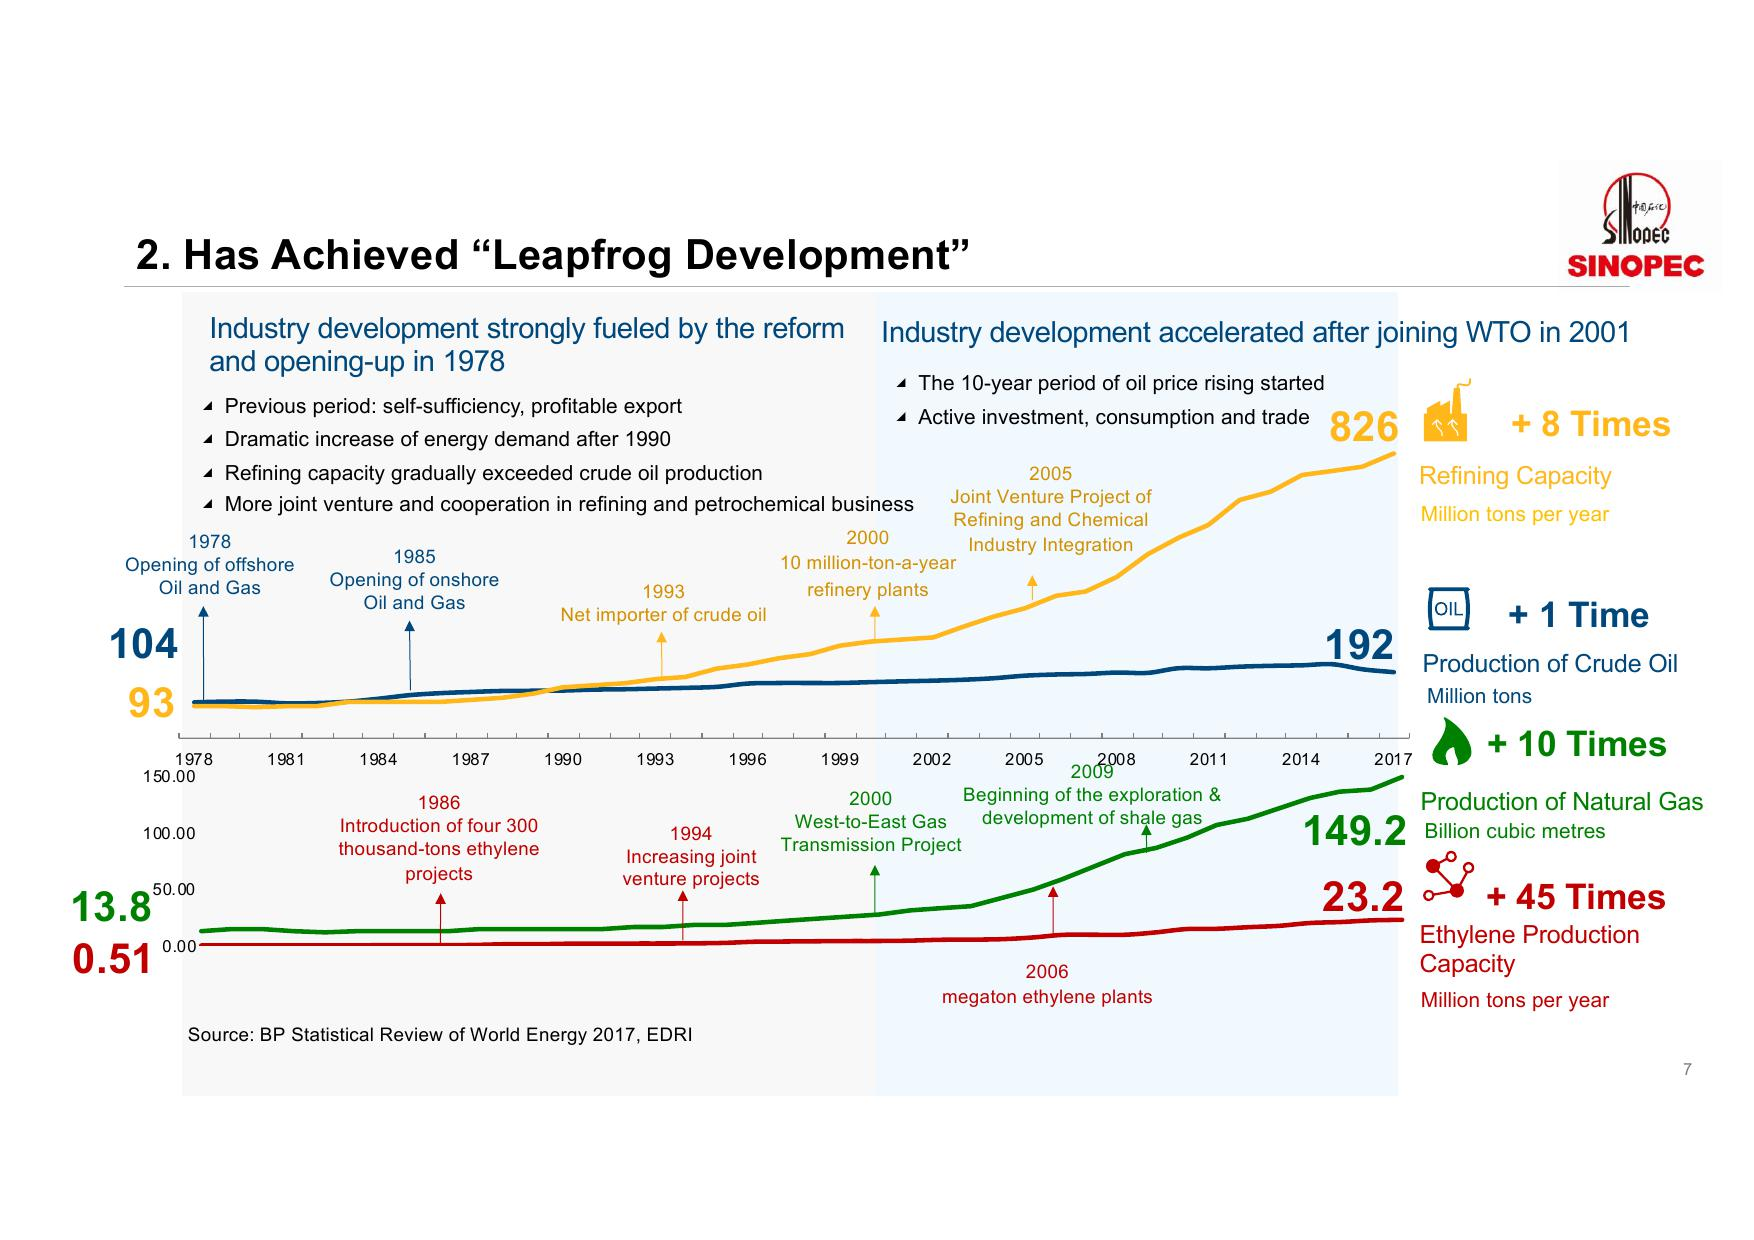 中国石化
SINOPEC
SINOPEC
2. Has Achieved “Leapfrog Development”
Industry development strongly fueled by the reform
and opening-up in 1978
Previous period: self-sufficiency, profitable export
Dramatic increase of energy demand after 1990
Refining capacity gradually exceeded crude oil production
More joint venture and cooperation in refining and petrochemical business
Industry development accelerated after joining WTO in 2001
The 10-year period of oil price rising started
Active investment, consumption and trade
826
+ 8 Times
Refining Capacity
Million tons per year
1978
Opening of offshore
Oil and Gas
1985
Opening of onshore
Oil and Gas
1993
Net importer of crude oil
2000
10 million-ton-a-year
refinery plants
2005
Joint Venture Project of
Refining and Chemical
Industry Integration
104
93
192
OIL
+ 1 Time
Production of Crude Oil
Million tons
1978 1981 1984 1987 1990 1993 1996 1999 2002 2005 2008 2011 2014 2017
150.00
100.00
50.00
0.00
13.8
0.51
1986
Introduction of four 300
thousand-tons ethylene
projects
1994
Increasing joint
venture projects
2000
West-to-East Gas
Transmission Project
2009
Beginning of the exploration &
development of shale gas
2006
megaton ethylene plants
149.2
+ 10 Times
Production of Natural Gas
Billion cubic metres
23.2
+ 45 Times
Ethylene Production
Capacity
Million tons per year
Source: BP Statistical Review of World Energy 2017, EDRI
7